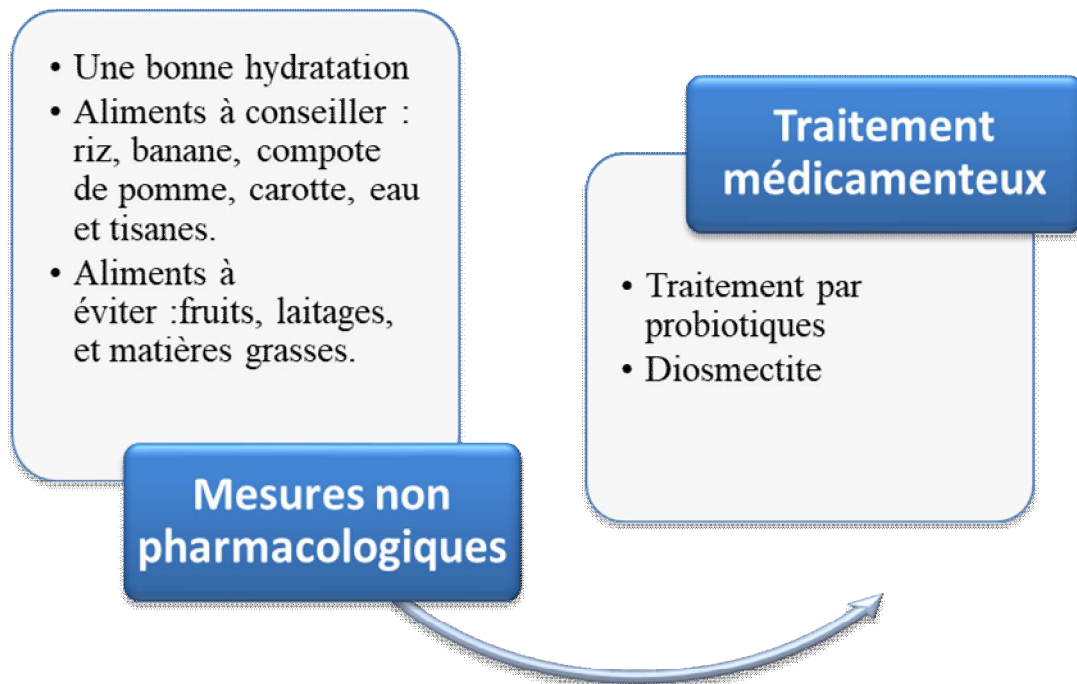 • Une bonne hydratation
• Aliments à conseiller :
riz, banane, compote
de pomme, carotte, eau
et tisanes.
• Aliments à
éviter :fruits, laitages,
et matières grasses.
Mesures non
pharmacologiques
Traitement
médicamenteux
• Traitement par
probiotiques
• Diosmectite